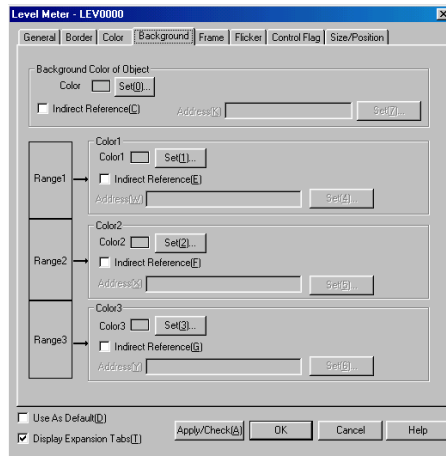 Level Meter - LEV0000
General Border Color Background Frame Flicker Control Flag Size/Position
Background Color of Object
Color Set(0)...
Indirect Reference(C) Address(K) Set(7)...
Color1
Color1 Set(1)...
Range1 Indirect Reference(E)
Address(W) Set(4)...
Color2
Color2 Set(2)...
Range2 Indirect Reference(F)
Address(X) Set(5)...
Color3
Color3 Set(3)...
Range3 Indirect Reference(G)
Address(Y) Set(6)...
Use As Default(D)
Display Expansion Tabs(T) Apply/Check(A) OK Cancel Help